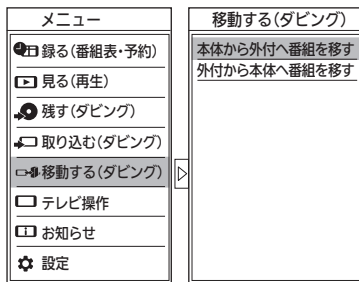 メニュー
録る(番組表・予約)
見る(再生)
残す(ダビング)
取り込む(ダビング)
移動する(ダビング)
テレビ操作
お知らせ
設定
移動する(ダビング)
本体から外付へ番組を移す
外付から本体へ番組を移す